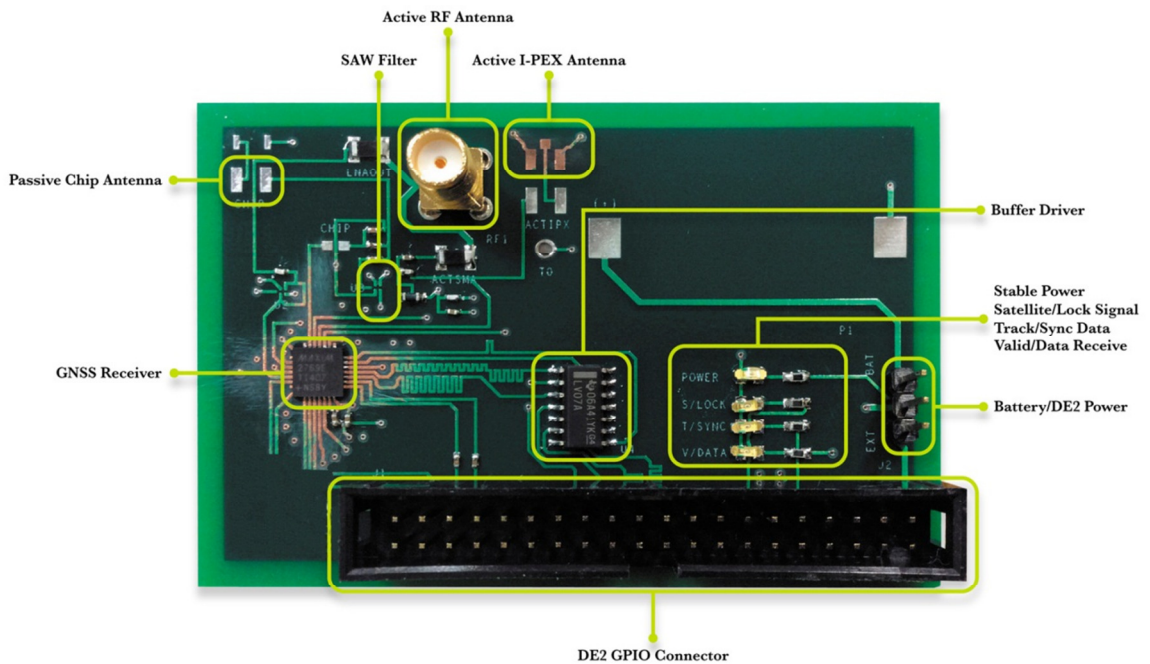 Active RF Antenna
SAW Filter
Active I-PEX Antenna
Passive Chip Antenna
LNAOUT
CHIP
RF1
ACTIPX
(+)
Buffer Driver
ACTSMA
TO
Stable Power
Satellite/Lock Signal
Track/Sync Data
Valid/Data Receive
P1
GNSS Receiver
MAXIM
LV07A
POWER
BAT
S/LOCK
T/SYNC
V/DATA
EXT
Battery/DE2 Power
J2
DE2 GPIO Connector